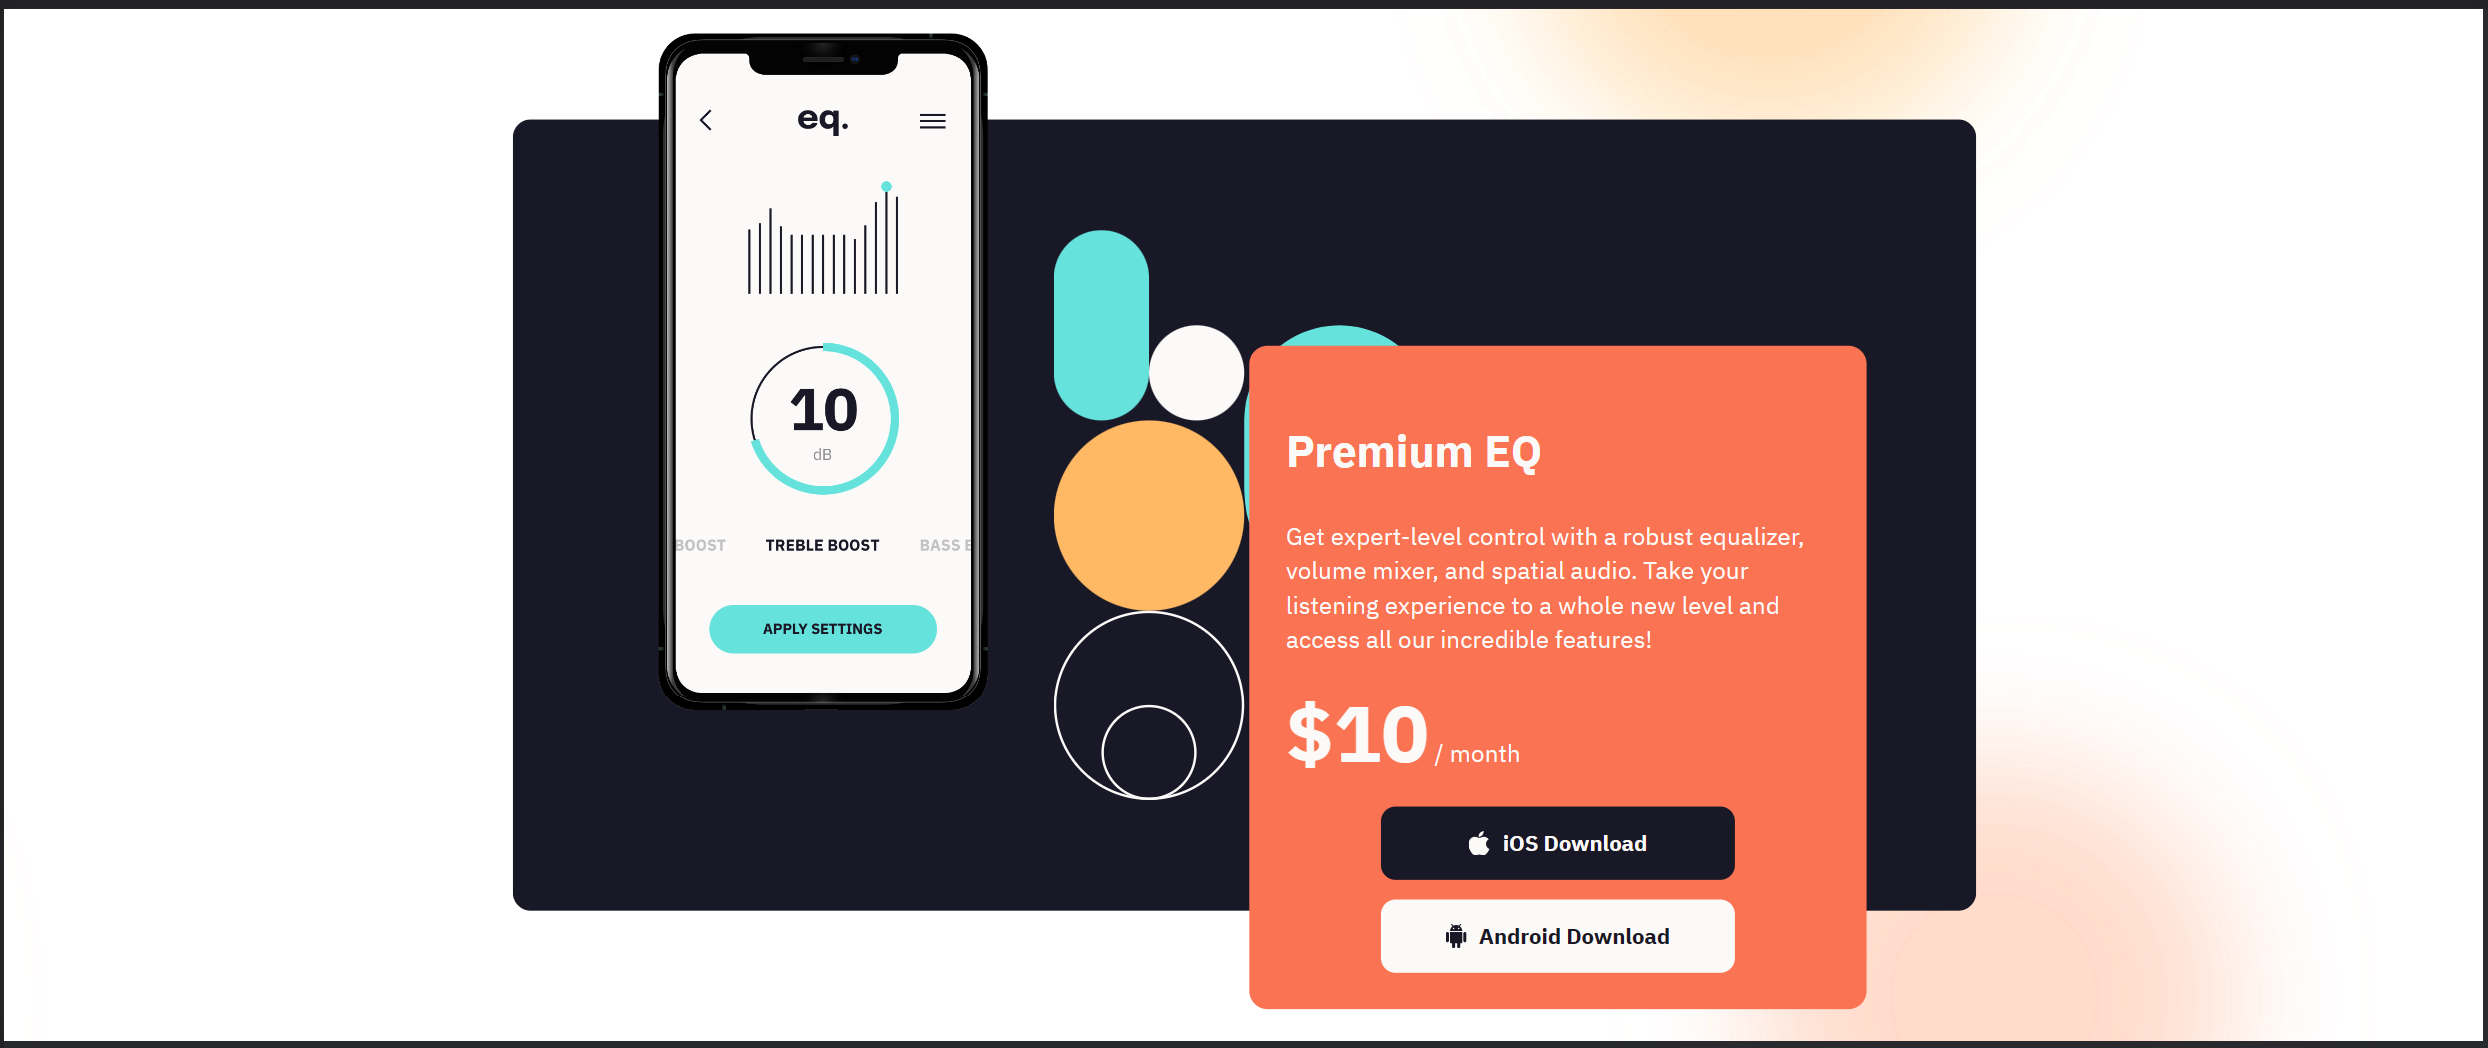 eq.
10
dB
BOOST
TREBLE BOOST
BASS B
APPLY SETTINGS
Premium EQ
Get expert-level control with a robust equalizer,
volume mixer, and spatial audio. Take your
listening experience to a whole new level and
access all our incredible features!
$10 / month
iOS Download
Android Download